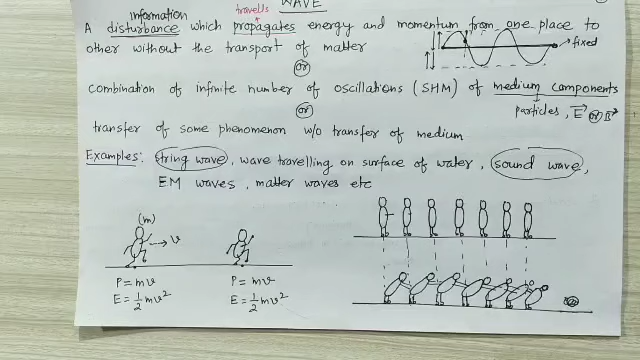 WAVE
information
travells
A disturbance which propagates energy and momentum from one place to
other without the transport of matter
→ fixed
or
Combination of infinite number of oscillations (SHM) of medium components
particles, E or B
or
transfer of some phenomenon w/o transfer of medium
Examples: string wave, wave travelling on surface of water, sound wave,
EM waves, matter waves etc
(m)
→ v
P = mv
E = 1/2 mv²
P = mv
E = 1/2 mv²